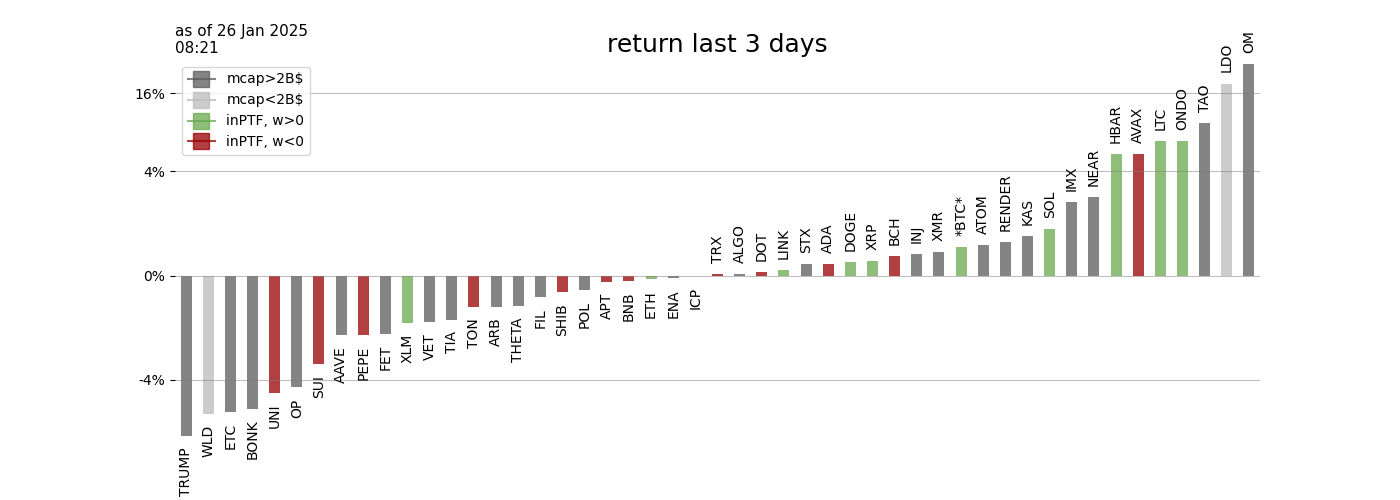 as of 26 Jan 2025
08:21
return last 3 days
mcap>2B$
mcap<2B$
inPTF, w>0
inPTF, w<0
16%
4%
0%
-4%
TRUMP
WLD
ETC
BONK
UNI
OP
SUI
AAVE
PEPE
FET
XLM
VET
TIA
TON
ARB
THETA
FIL
SHIB
POL
APT
BNB
ETH
ENA
ICP
TRX
ALGO
DOT
LINK
STX
ADA
DOGE
XRP
BCH
INJ
XMR
*BTC*
ATOM
RENDER
KAS
SOL
IMX
NEAR
HBAR
AVAX
LTC
ONDO
TAO
LDO
OM